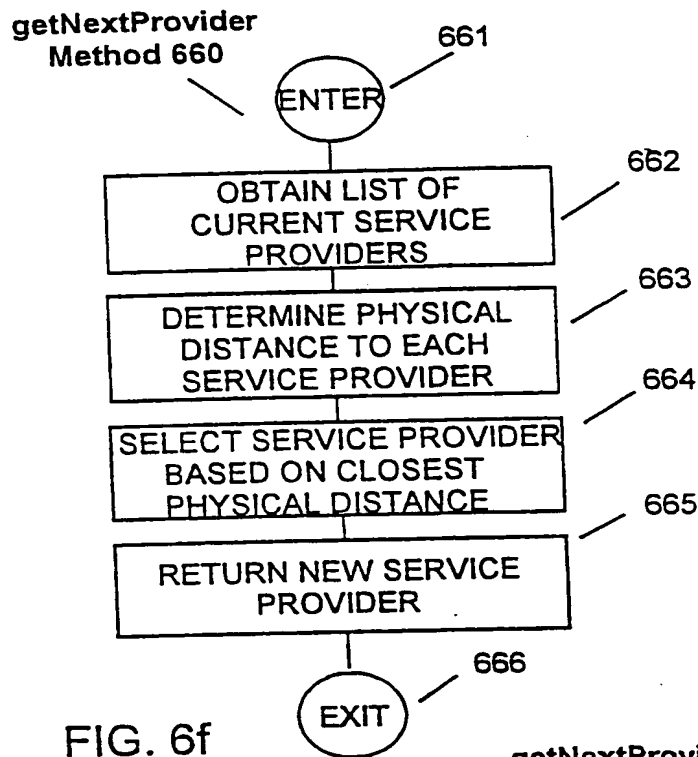 getNextProvider
Method 660
661
ENTER
662
OBTAIN LIST OF
CURRENT SERVICE
PROVIDERS
663
DETERMINE PHYSICAL
DISTANCE TO EACH
SERVICE PROVIDER
664
SELECT SERVICE PROVIDER
BASED ON CLOSEST
PHYSICAL DISTANCE
665
RETURN NEW SERVICE
PROVIDER
666
EXIT
FIG. 6f